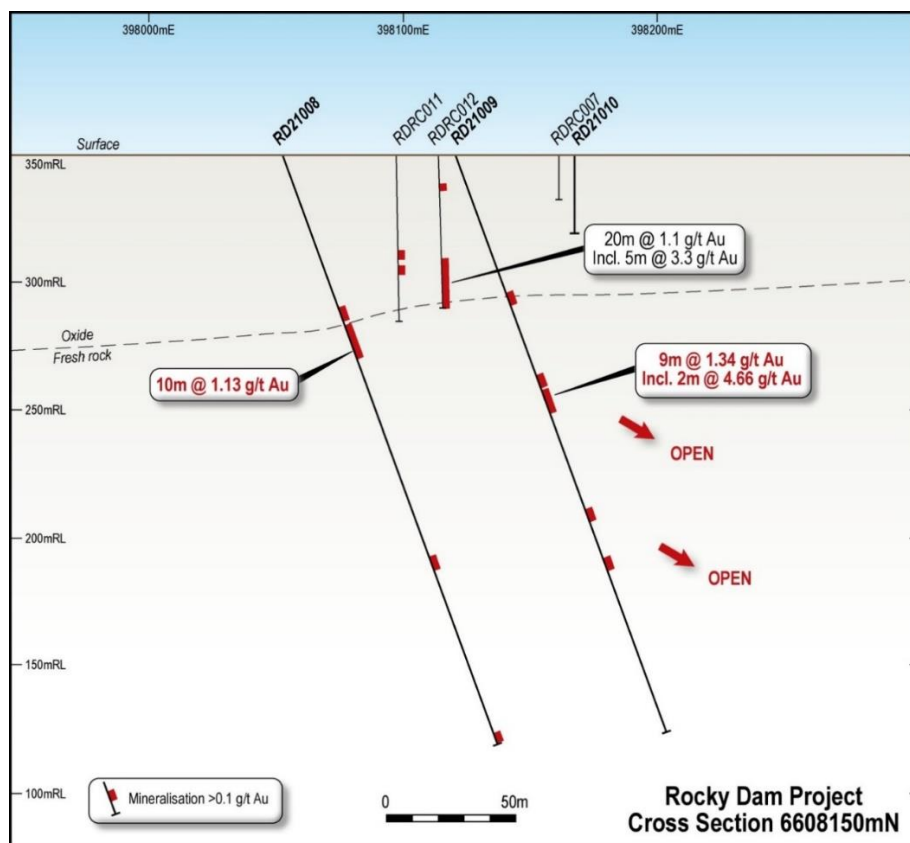 398000mE
398100mE
398200mE
RD21008
RDRC011
RDRC012
RD21009
RDRC007
RD21010
Surface
350mRL
20m @ 1.1 g/t Au
Incl. 5m @ 3.3 g/t Au
300mRL
Oxide
Fresh rock
10m @ 1.13 g/t Au
9m @ 1.34 g/t Au
Incl. 2m @ 4.66 g/t Au
250mRL
OPEN
200mRL
OPEN
150mRL
100mRL
Mineralisation >0.1 g/t Au
0
50m
Rocky Dam Project
Cross Section 6608150mN